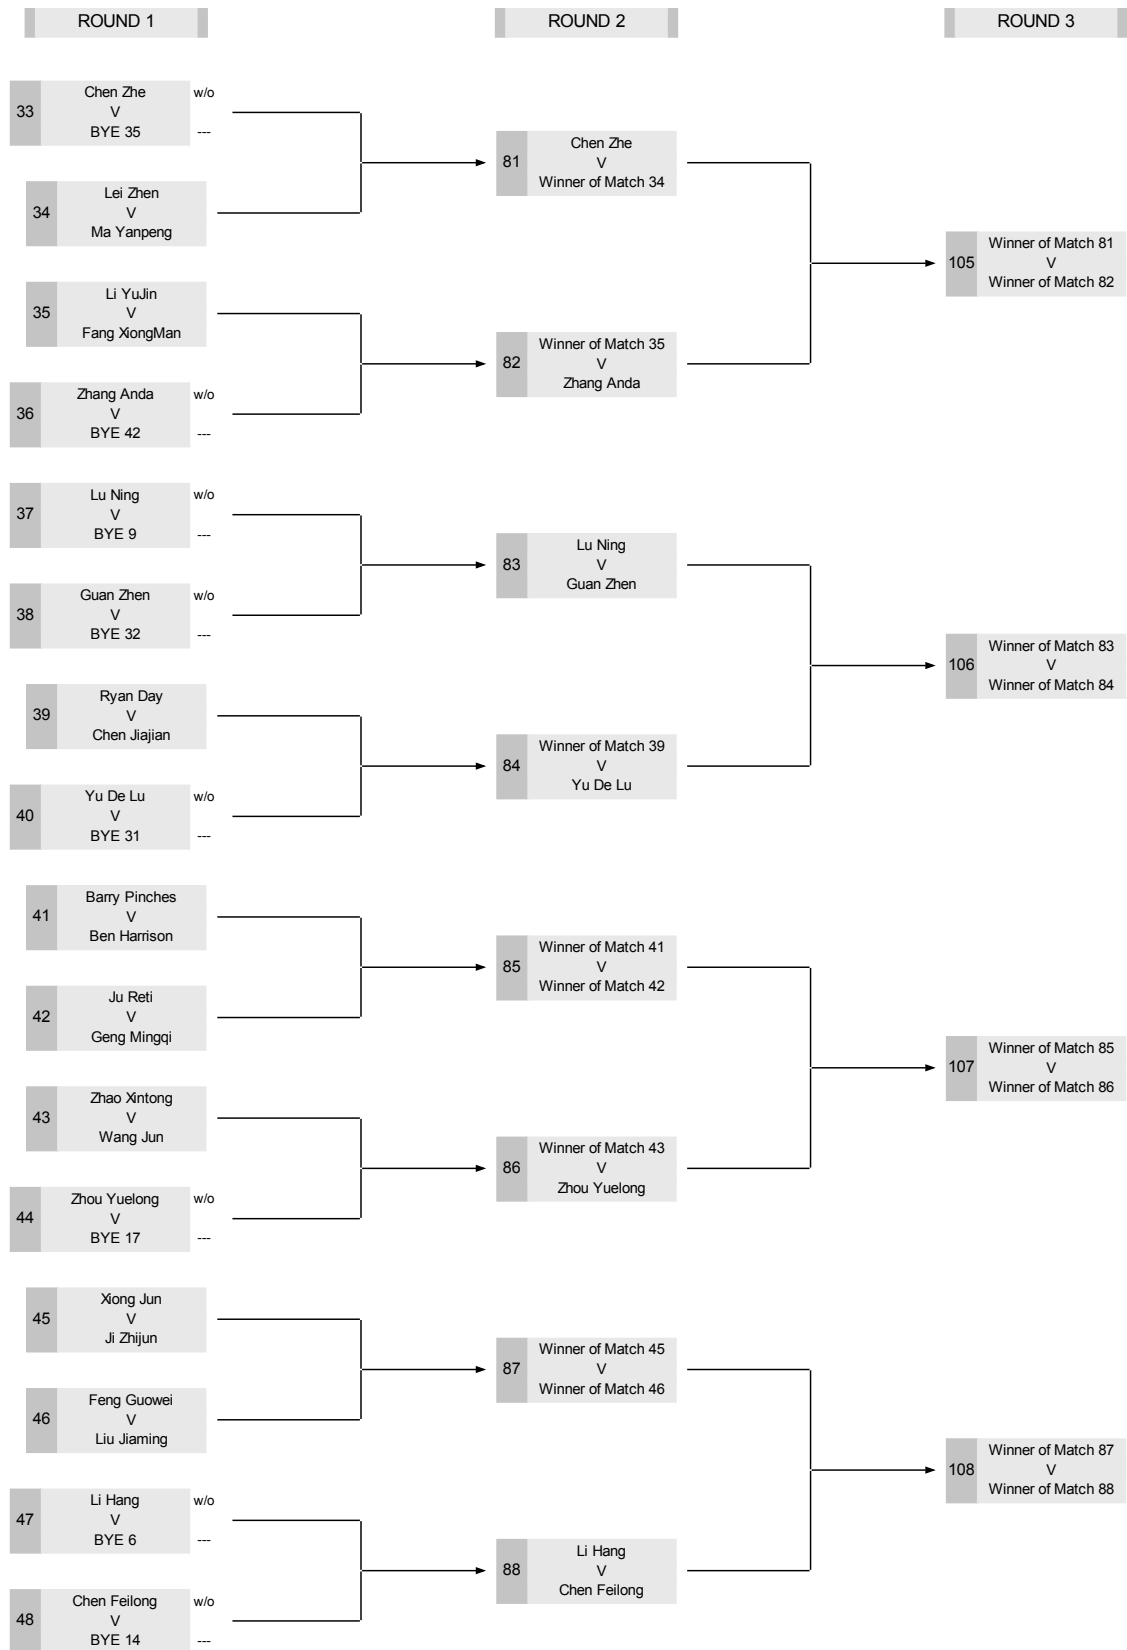 ROUND 1
ROUND 2
ROUND 3
33
Chen Zhe
w/o
V
BYE 35
---
34
Lei Zhen
V
Ma Yanpeng
35
Li YuJin
V
Fang XiongMan
36
Zhang Anda
w/o
V
BYE 42
---
37
Lu Ning
w/o
V
BYE 9
---
38
Guan Zhen
w/o
V
BYE 32
---
39
Ryan Day
V
Chen Jiajian
40
Yu De Lu
w/o
V
BYE 31
---
41
Barry Pinches
V
Ben Harrison
42
Ju Reti
V
Geng Mingqi
43
Zhao Xintong
V
Wang Jun
44
Zhou Yuelong
w/o
V
BYE 17
---
45
Xiong Jun
V
Ji Zhijun
46
Feng Guowei
V
Liu Jiaming
47
Li Hang
w/o
V
BYE 6
---
48
Chen Feilong
w/o
V
BYE 14
---
81
Chen Zhe
V
Winner of Match 34
82
Winner of Match 35
V
Zhang Anda
83
Lu Ning
V
Guan Zhen
84
Winner of Match 39
V
Yu De Lu
85
Winner of Match 41
V
Winner of Match 42
86
Winner of Match 43
V
Zhou Yuelong
87
Winner of Match 45
V
Winner of Match 46
88
Li Hang
V
Chen Feilong
105
Winner of Match 81
V
Winner of Match 82
106
Winner of Match 83
V
Winner of Match 84
107
Winner of Match 85
V
Winner of Match 86
108
Winner of Match 87
V
Winner of Match 88